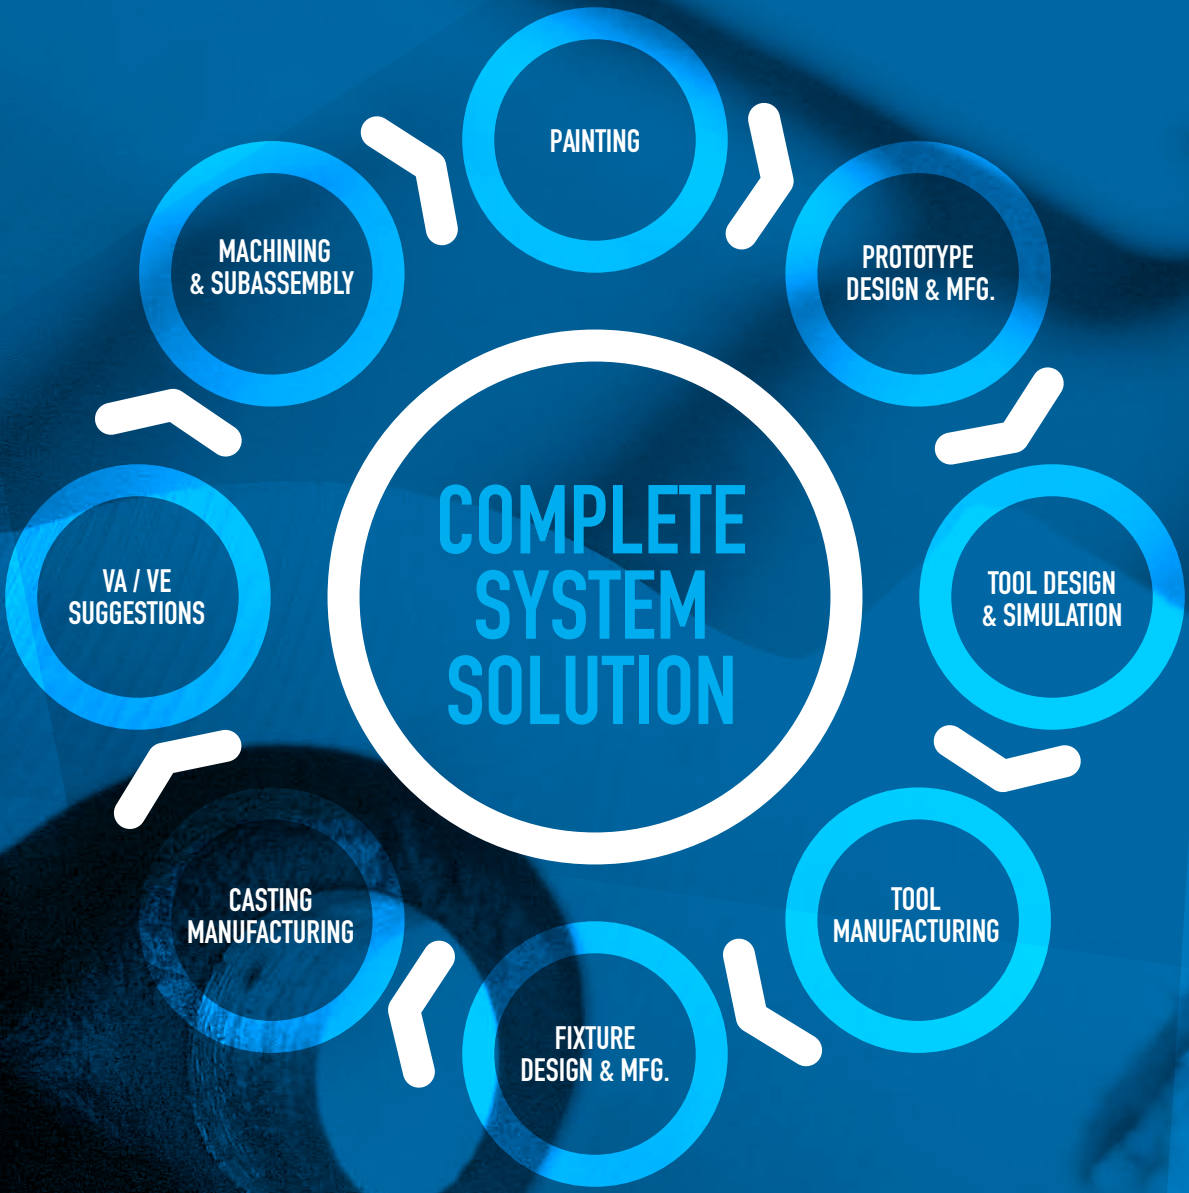 PAINTING
PROTOTYPE
DESIGN & MFG.
TOOL DESIGN
& SIMULATION
TOOL
MANUFACTURING
FIXTURE
DESIGN & MFG.
CASTING
MANUFACTURING
VA / VE
SUGGESTIONS
MACHINING
& SUBASSEMBLY
COMPLETE
SYSTEM
SOLUTION